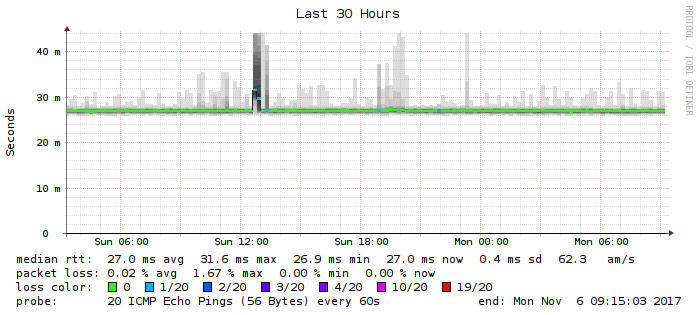 Last 30 Hours
RRDTOOL / TOBI OETIKER
Seconds
40 m
30 m
20 m
10 m
0
Sun 06:00 Sun 12:00 Sun 18:00 Mon 00:00 Mon 06:00
median rtt: 27.0 ms avg 31.6 ms max 26.9 ms min 27.0 ms now 0.4 ms sd 62.3 am/s
packet loss: 0.02 % avg 1.67 % max 0.00 % min 0.00 % now
loss color: 0 1/20 2/20 3/20 4/20 10/20 19/20
probe: 20 ICMP Echo Pings (56 Bytes) every 60s end: Mon Nov 6 09:15:03 2017